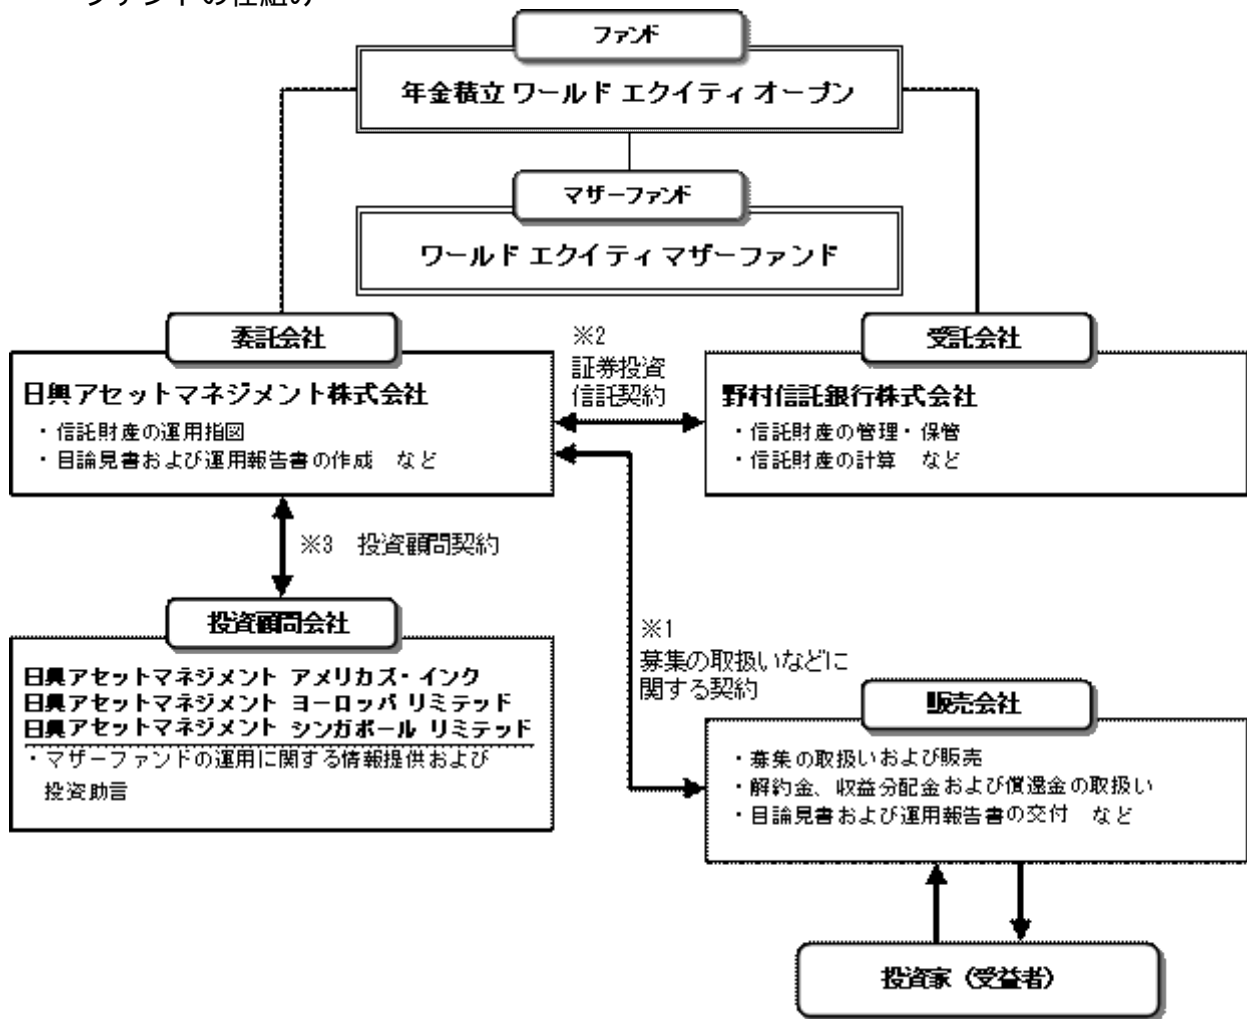 ファンドの仕組み
ファンド
年金積立 ワールド エクイティ オープン
マザーファンド
ワールド エクイティ マザーファンド
委託会社
日興アセットマネジメント株式会社
・信託財産の運用指図
・目論見書および運用報告書の作成 など
※2
証券投資
信託契約
受託会社
野村信託銀行株式会社
・信託財産の管理・保管
・信託財産の計算 など
※3 投資顧問契約
投資顧問会社
日興アセットマネジメント アメリカズ・インク
日興アセットマネジメント ヨーロッパ リミテッド
日興アセットマネジメント シンガポール リミテッド
・マザーファンドの運用に関する情報提供および
投資助言
※1
募集の取扱いなどに
関する契約
販売会社
・募集の取扱いおよび販売
・解約金、収益分配金および償還金の取扱い
・目論見書および運用報告書の交付 など
投資家（受益者）